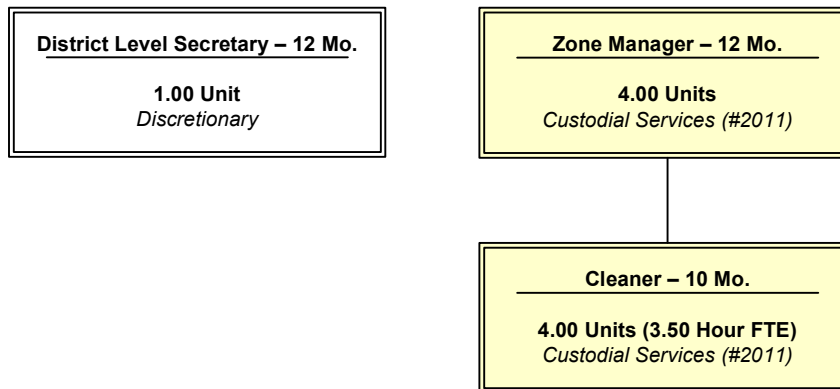 District Level Secretary – 12 Mo.
1.00 Unit
Discretionary
Zone Manager – 12 Mo.
4.00 Units
Custodial Services (#2011)
Cleaner – 10 Mo.
4.00 Units (3.50 Hour FTE)
Custodial Services (#2011)